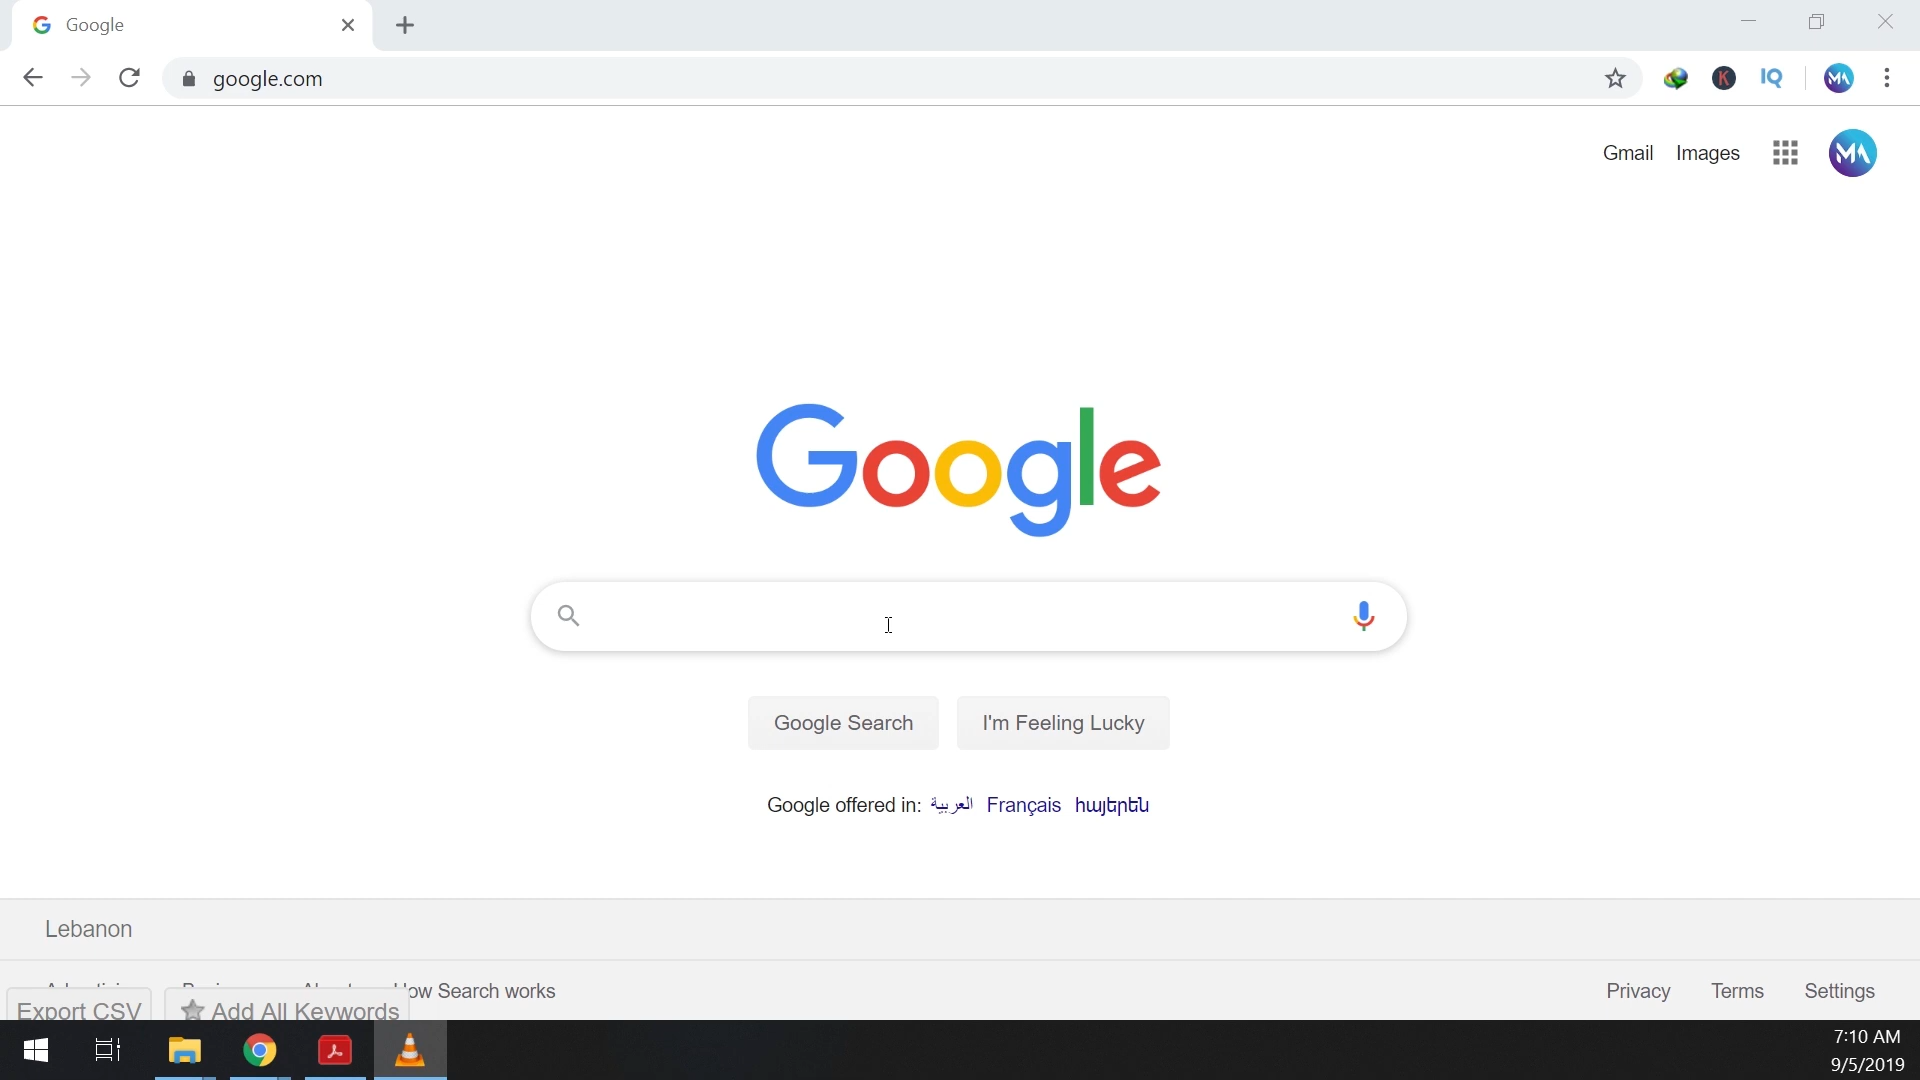 Google
google.com
IQ
Gmail Images
Google
Google Search I'm Feeling Lucky
Google offered in: العربية Français հայերեն
Lebanon
How Search works Privacy Terms Settings
Export CSV Add All Keywords
7:10 AM
9/5/2019